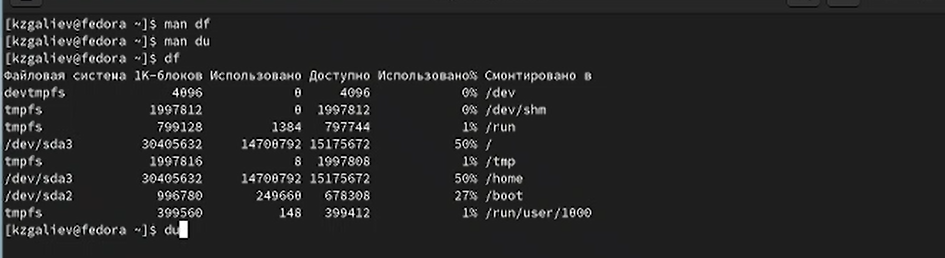 [kzgaliev@fedora ~]$ man df
[kzgaliev@fedora ~]$ man du
[kzgaliev@fedora ~]$ df
Файловая система 1K-блоков Использовано Доступно Использовано% Смонтировано в
devtmpfs 4096 0 4096 0% /dev
tmpfs 1997812 0 1997812 0% /dev/shm
tmpfs 799128 1384 797744 1% /run
/dev/sda3 30405632 14700792 15175672 50% /
tmpfs 1997816 8 1997808 1% /tmp
/dev/sda3 30405632 14700792 15175672 50% /home
/dev/sda2 996780 249660 678308 27% /boot
tmpfs 399560 148 399412 1% /run/user/1000
[kzgaliev@fedora ~]$ du